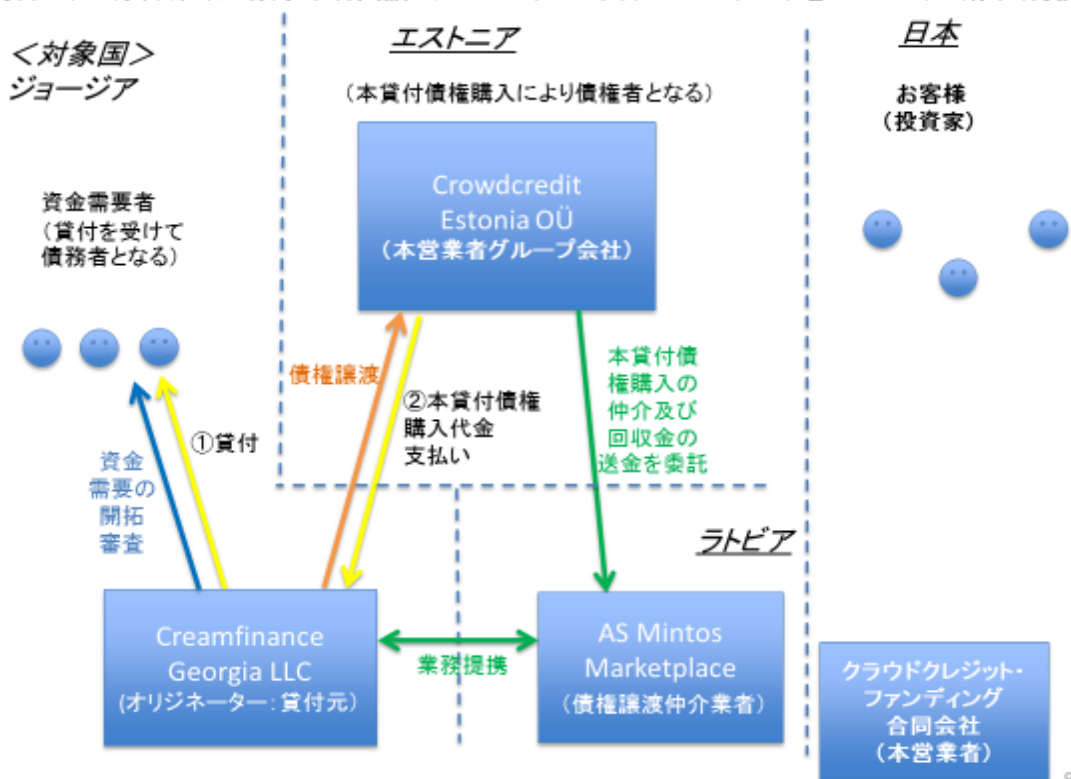 <対象国>
ジョージア
エストニア
日本
(本貸付債権購入により債権者となる)
お客様
(投資家)
Crowdcredit
Estonia OÜ
(本営業者グループ会社)
資金需要者
(貸付を受けて
債務者となる)
債権譲渡
②本貸付債権
購入代金
支払い
本貸付債
権購入の
仲介及び
回収金の
送金を委託
①貸付
資金
需要の
開拓
審査
ラトビア
Creamfinance
Georgia LLC
(オリジネーター:貸付元)
業務提携
AS Mintos
Marketplace
(債権譲渡仲介業者)
クラウドクレジット・
ファンディング
合同会社
(本営業者)